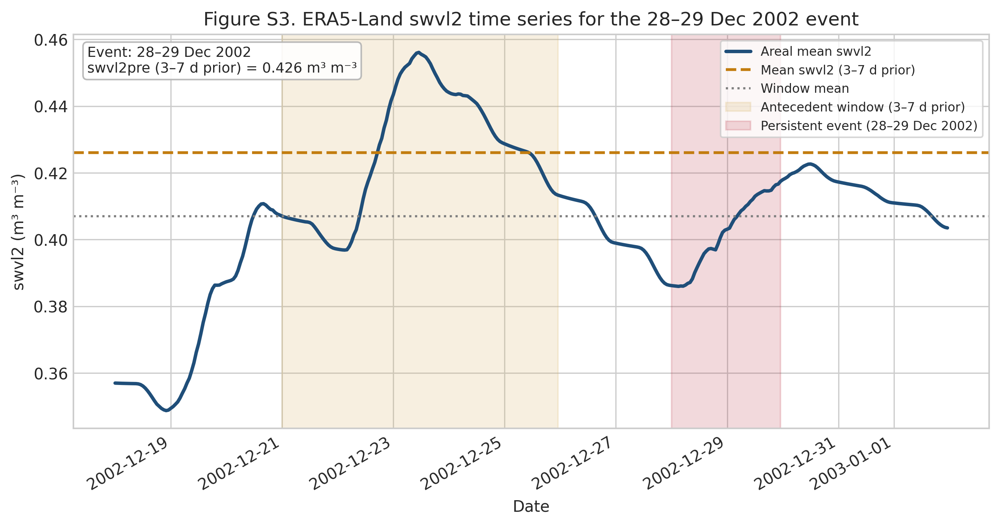 Figure S3. ERA5-Land swvl2 time series for the 28–29 Dec 2002 event
Event: 28–29 Dec 2002
swvl2pre (3–7 d prior) = 0.426 m³ m⁻³
Areal mean swvl2
Mean swvl2 (3–7 d prior)
Window mean
Antecedent window (3–7 d prior)
Persistent event (28–29 Dec 2002)
swvl2 (m³ m⁻³)
0.46
0.44
0.42
0.40
0.38
0.36
2002-12-19
2002-12-21
2002-12-23
2002-12-25
2002-12-27
2002-12-29
2002-12-31
2003-01-01
Date